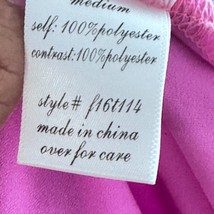 medium
self: 100%polyester
contrast:100%polyester
style# f16t114
made in china
over for care